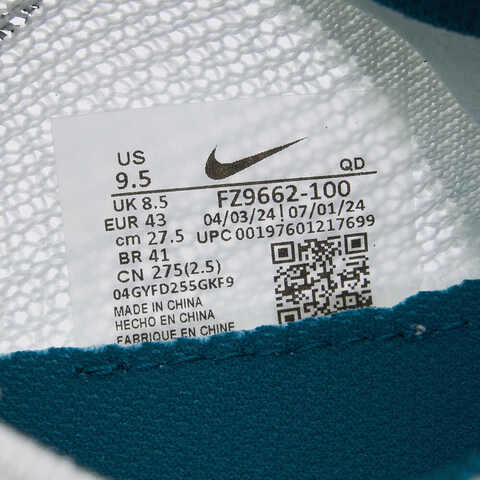 US
9.5
QD
UK 8.5
FZ9662-100
EUR 43
04/03/24 | 07/01/24
cm 27.5
UPC 00197601217699
BR 41
CN 275(2.5)
04GYFD255GKF9
MADE IN CHINA
HECHO EN CHINA
FABRIQUE EN CHINE